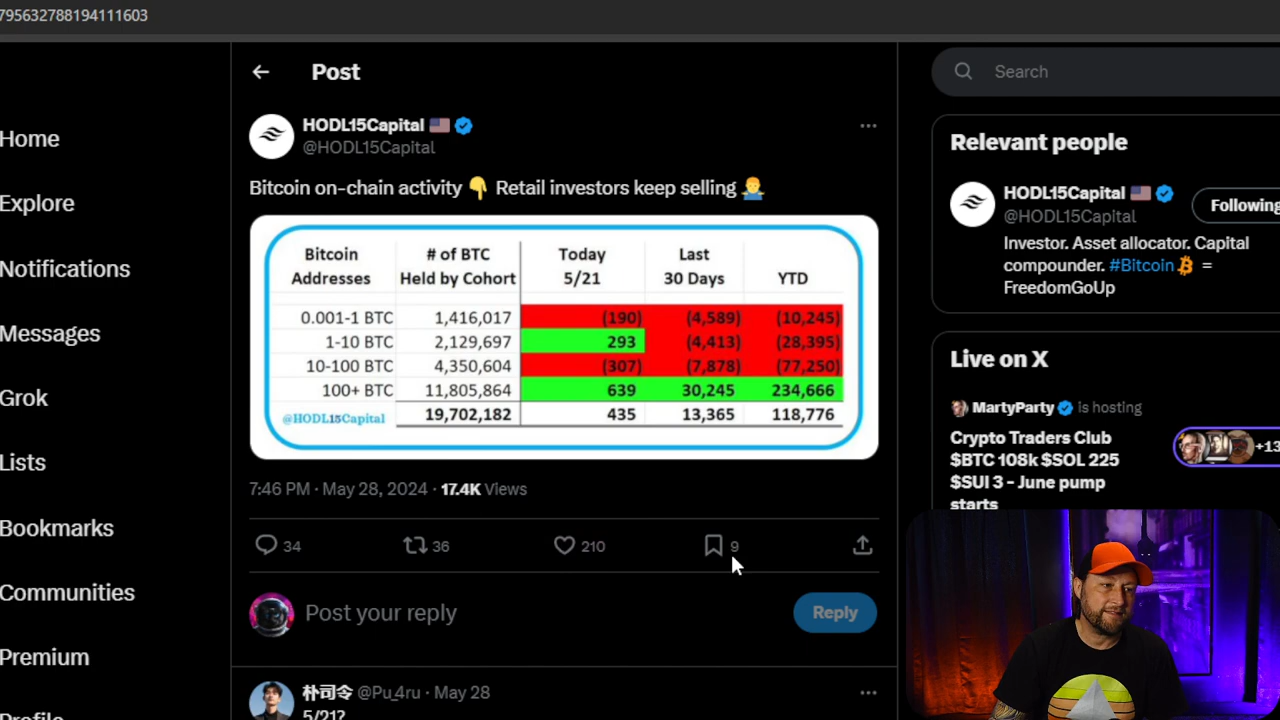 795632788194111603
Post
Search
Home
Explore
Notifications
Messages
Grok
Lists
Bookmarks
Communities
Premium
HODL15Capital
@HODL15Capital
Bitcoin on-chain activity 👇 Retail investors keep selling 🤷‍♂️
Bitcoin Addresses # of BTC Held by Cohort Today 5/21 Last 30 Days YTD
0.001-1 BTC 1,416,017 (190) (4,589) (10,245)
1-10 BTC 2,129,697 293 (4,413) (28,395)
10-100 BTC 4,350,604 (307) (7,878) (77,250)
100+ BTC 11,805,864 639 30,245 234,666
@HODL15Capital 19,702,182 435 13,365 118,776
7:46 PM · May 28, 2024 · 17.4K Views
34 36 210 9
Post your reply
Reply
朴司令 @Pu_4ru · May 28
5/21?
Relevant people
HODL15Capital
@HODL15Capital
Following
Investor. Asset allocator. Capital
compounder. #Bitcoin =
FreedomGoUp
Live on X
MartyParty is hosting
Crypto Traders Club
$BTC 108k $SOL 225
$SUI 3 - June pump
starts
+13